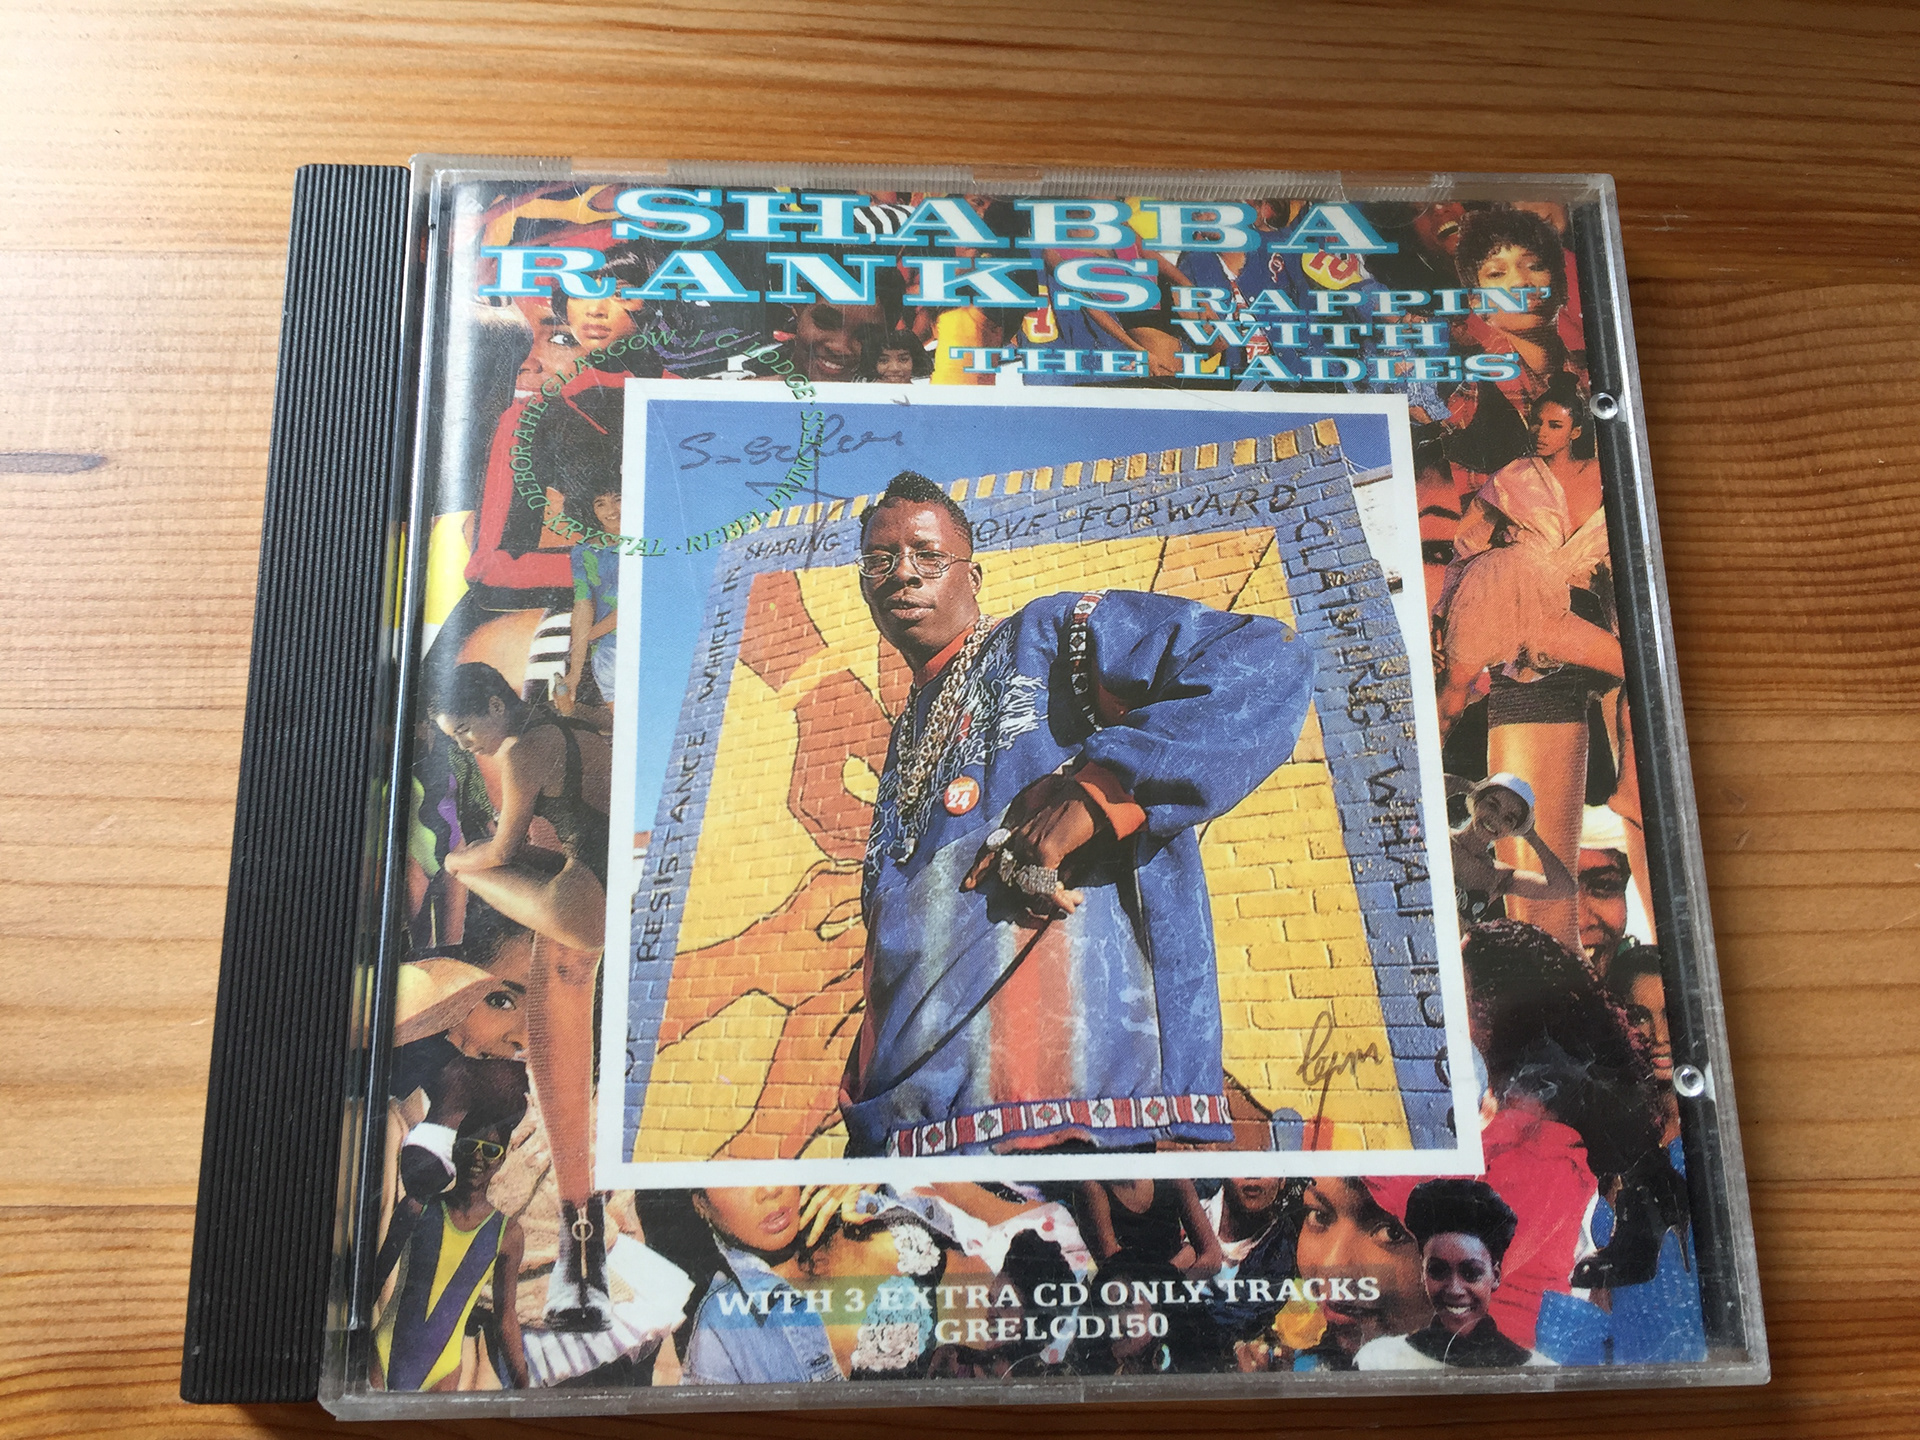 SHABBA
RANKS
RAPPIN'
WITH
THE LADIES
DEBORAHE GLASGOW · J C LODGE · KRYSTAL · REBEL PRINCESS ·
OF RESISTANCE WHICH IN
SHARING
MOVE FORWARD
CLAIMING WHAT IS
24
WITH 3 EXTRA CD ONLY TRACKS
GRELCD150